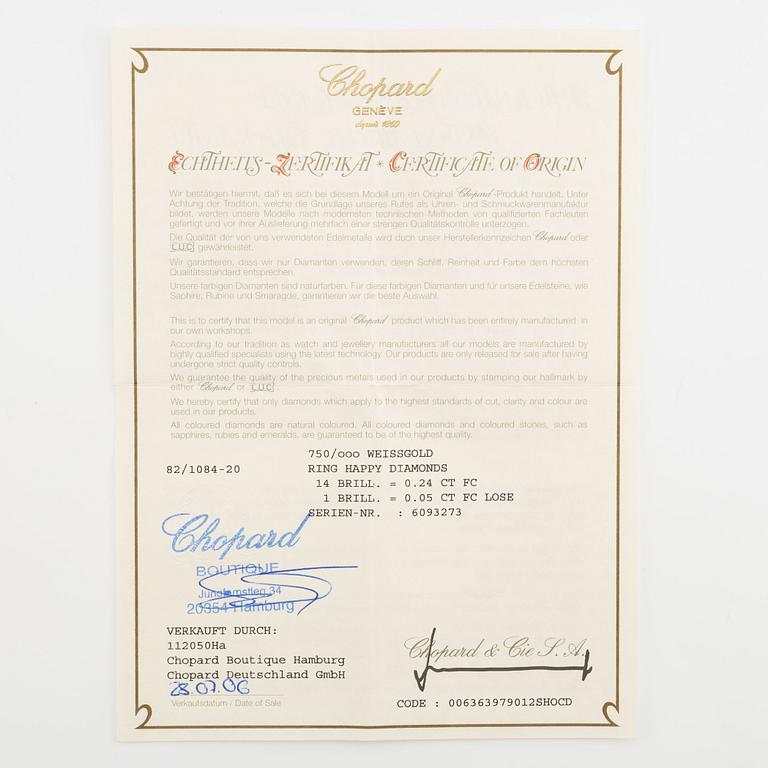 Chopard
GENÈVE
depuis 1860
ECHTHEITS-ZERTIFIKAT * CERTIFICATE OF ORIGIN
Wir bestätigen hiermit, daß es sich bei diesem Modell um ein Original Chopard-Produkt handelt. Unter
Achtung der Tradition, welche die Grundlage unseres Rufes als Uhren- und Schmuckwarenmanufaktur
bildet, werden unsere Modelle nach modernsten technischen Methoden von qualifizierten Fachleuten
gefertigt und vor ihrer Auslieferung mehrfach einer strengen Qualitätskontrolle unterzogen.
Die Qualität der von uns verwendeten Edelmetalle wird duch unser Herstellerkennzeichen Chopard oder
L.U.C gewährleistet.
Wir garantieren, dass wir nur Diamanten verwenden, deren Schliff, Reinheit und Farbe dem höchsten
Qualitätsstandard entsprechen.
Unsere farbigen Diamanten sind naturfarben. Für diese farbigen Diamanten und für unsere Edelsteine, wie
Saphire, Rubine und Smaragde, garantieren wir die beste Auswahl.
This is to certify that this model is an original Chopard product which has been entirely manufactured in
our own workshops.
According to our tradition as watch and jewellery manufacturers all our models are manufactured by
highly qualified specialists using the latest technology. Our products are only released for sale after having
undergone strict quality controls.
We guarantee the quality of the precious metals used in our products by stamping our hallmark by
either Chopard or L.U.C.
We hereby certify that only diamonds which apply to the highest standards of cut, clarity and colour are
used in our products.
All coloured diamonds are natural coloured. All coloured diamonds and coloured stones, such as
sapphires, rubies and emeralds, are guaranteed to be of the highest quality.
750/ooo WEISSGOLD
82/1084-20 RING HAPPY DIAMONDS
14 BRILL. = 0.24 CT FC
1 BRILL. = 0.05 CT FC LOSE
SERIEN-NR. : 6093273
Chopard
BOUTIQUE
Jungfernstieg 34
20354 Hamburg
VERKAUFT DURCH:
112050Ha
Chopard Boutique Hamburg
Chopard & Cie S.A.
Chopard Deutschland GmbH
28.07.06
Verkaufsdatum / Date of Sale
CODE : 006363979012SHOCD